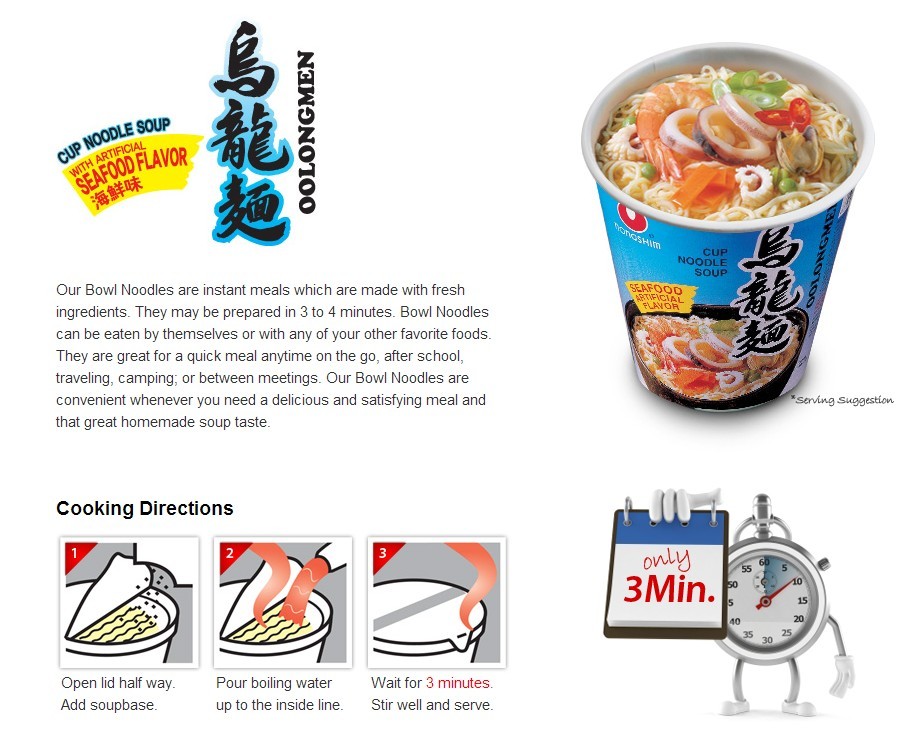 烏龍麵
OOLONGMEN
CUP NOODLE SOUP
WITH ARTIFICIAL
SEAFOOD FLAVOR
海鮮味
NONGSHIM
CUP
NOODLE
SOUP
SEAFOOD
ARTIFICIAL
FLAVOR
烏龍麵
OOLONGMEN
*Serving Suggestion
Our Bowl Noodles are instant meals which are made with fresh
ingredients. They may be prepared in 3 to 4 minutes. Bowl Noodles
can be eaten by themselves or with any of your other favorite foods.
They are great for a quick meal anytime on the go, after school,
traveling, camping; or between meetings. Our Bowl Noodles are
convenient whenever you need a delicious and satisfying meal and
that great homemade soup taste.
Cooking Directions
1
Open lid half way.
Add soupbase.
2
Pour boiling water
up to the inside line.
3
Wait for 3 minutes.
Stir well and serve.
only
3Min.
60
5
10
15
20
25
30
35
40
50
55